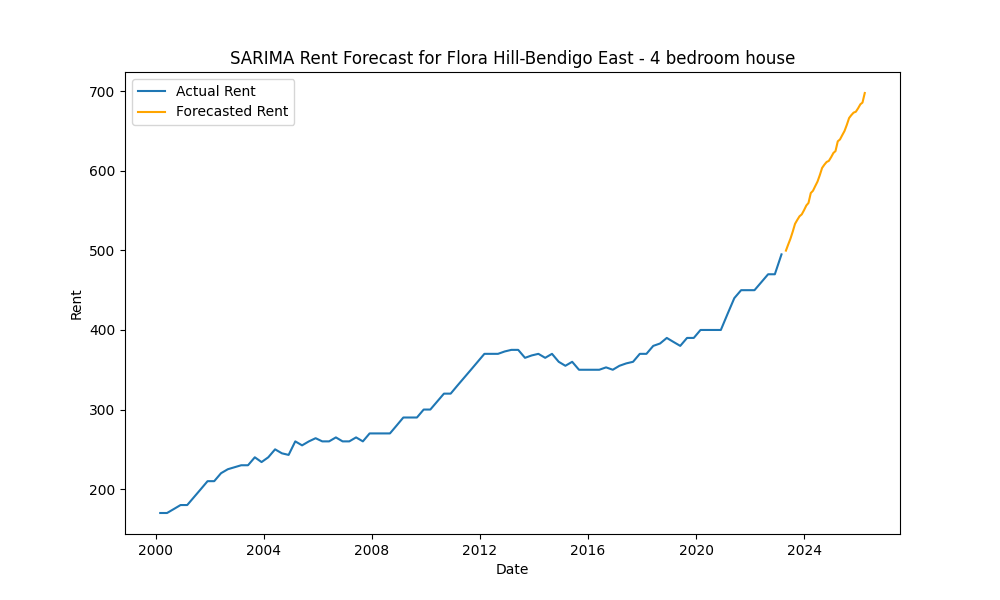 SARIMA Rent Forecast for Flora Hill-Bendigo East - 4 bedroom house
Actual Rent
Forecasted Rent
700
600
500
400
300
200
Rent
2000 2004 2008 2012 2016 2020 2024
Date